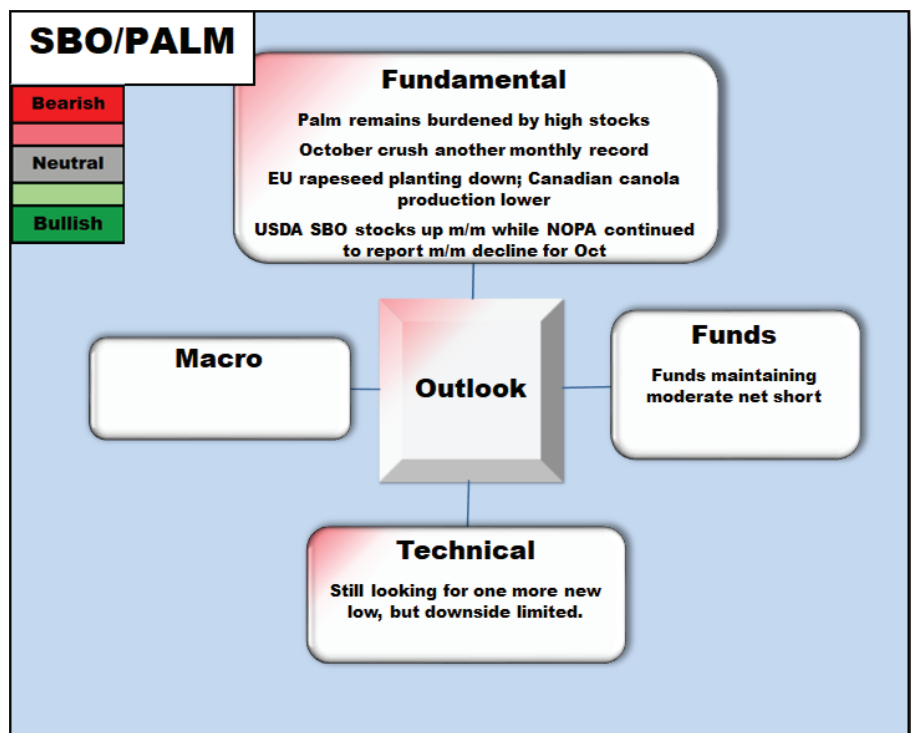 SBO/PALM
Bearish
Neutral
Bullish
Fundamental
Palm remains burdened by high stocks
October crush another monthly record
EU rapeseed planting down; Canadian canola
production lower
USDA SBO stocks up m/m while NOPA continued
to report m/m decline for Oct
Macro
Outlook
Funds
Funds maintaining
moderate net short
Technical
Still looking for one more new
low, but downside limited.